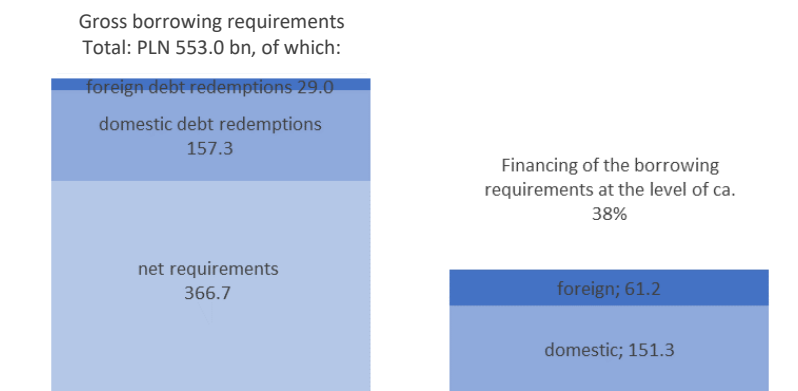 Gross borrowing requirements
Total: PLN 553.0 bn, of which:
foreign debt redemptions 29.0
domestic debt redemptions
157.3
net requirements
366.7
Financing of the borrowing
requirements at the level of ca.
38%
foreign; 61.2
domestic; 151.3